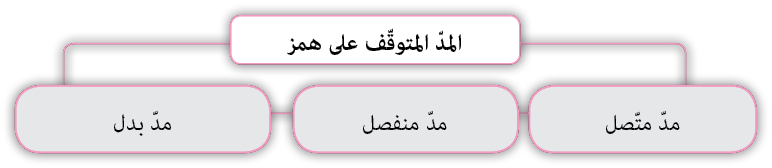 المدّ المتوقّف على همز
مدّ متّصل
مدّ منفصل
مدّ بدل